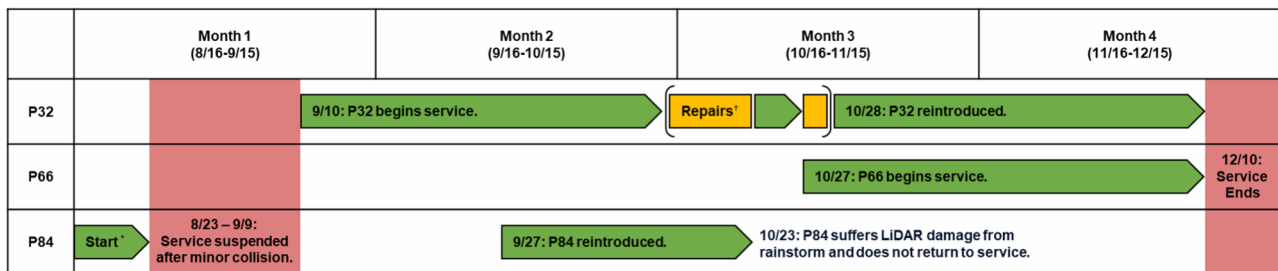 Month 1
(8/16-9/15)
Month 2
(9/16-10/15)
Month 3
(10/16-11/15)
Month 4
(11/16-12/15)
P32
9/10: P32 begins service.
Repairs†
10/28: P32 reintroduced.
P66
10/27: P66 begins service.
12/10:
Service
Ends
P84
Start*
8/23 – 9/9:
Service suspended
after minor collision.
9/27: P84 reintroduced.
10/23: P84 suffers LiDAR damage from
rainstorm and does not return to service.